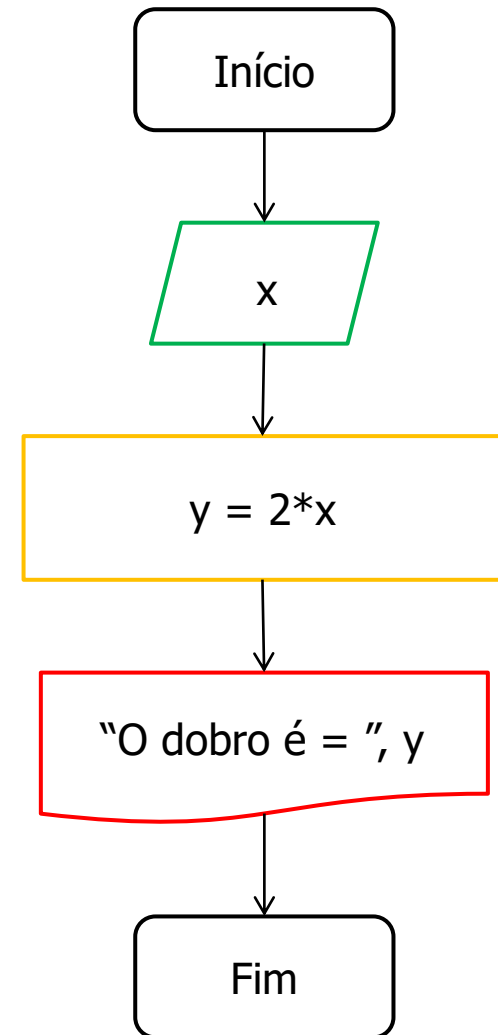 Início
x
y = 2*x
“O dobro é = ”, y
Fim